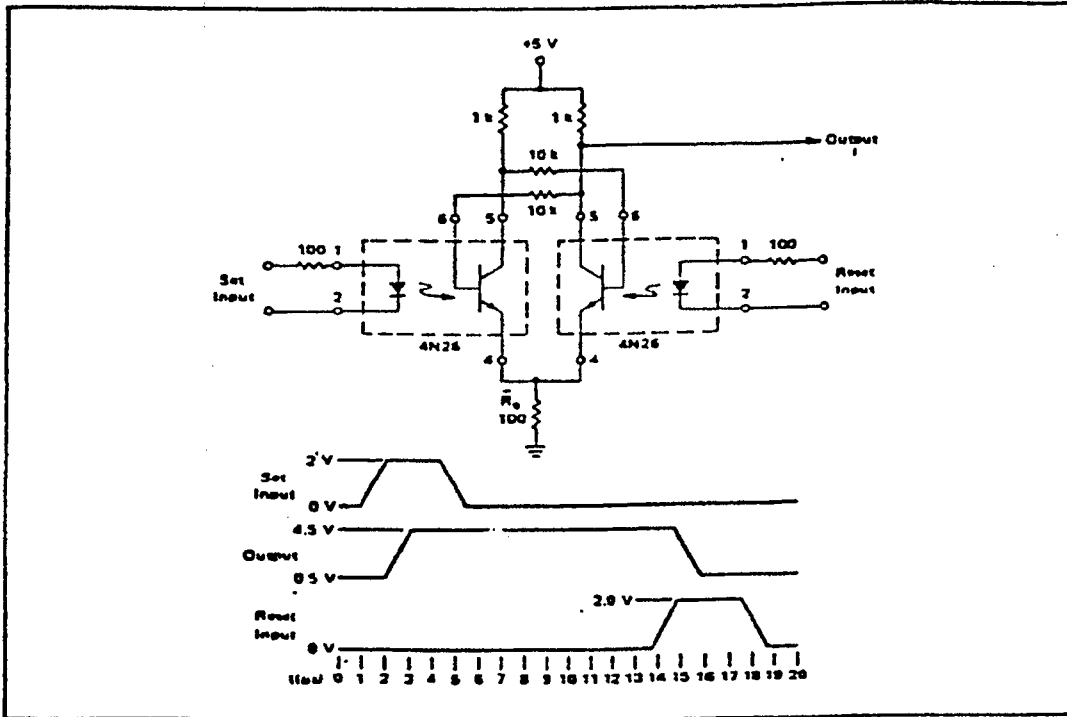 +5 V
1 k
1 k
Output
10 k
10 k
6
5
5
6
100
1
1
100
Set
Input
Reset
Input
2
2
4N26
4N26
4
4
100
2 V
Set
Input
0 V
4.5 V
Output
0.5 V
2.0 V
Reset
Input
0 V
0 1 2 3 4 5 6 7 8 9 10 11 12 13 14 15 16 17 18 19 20